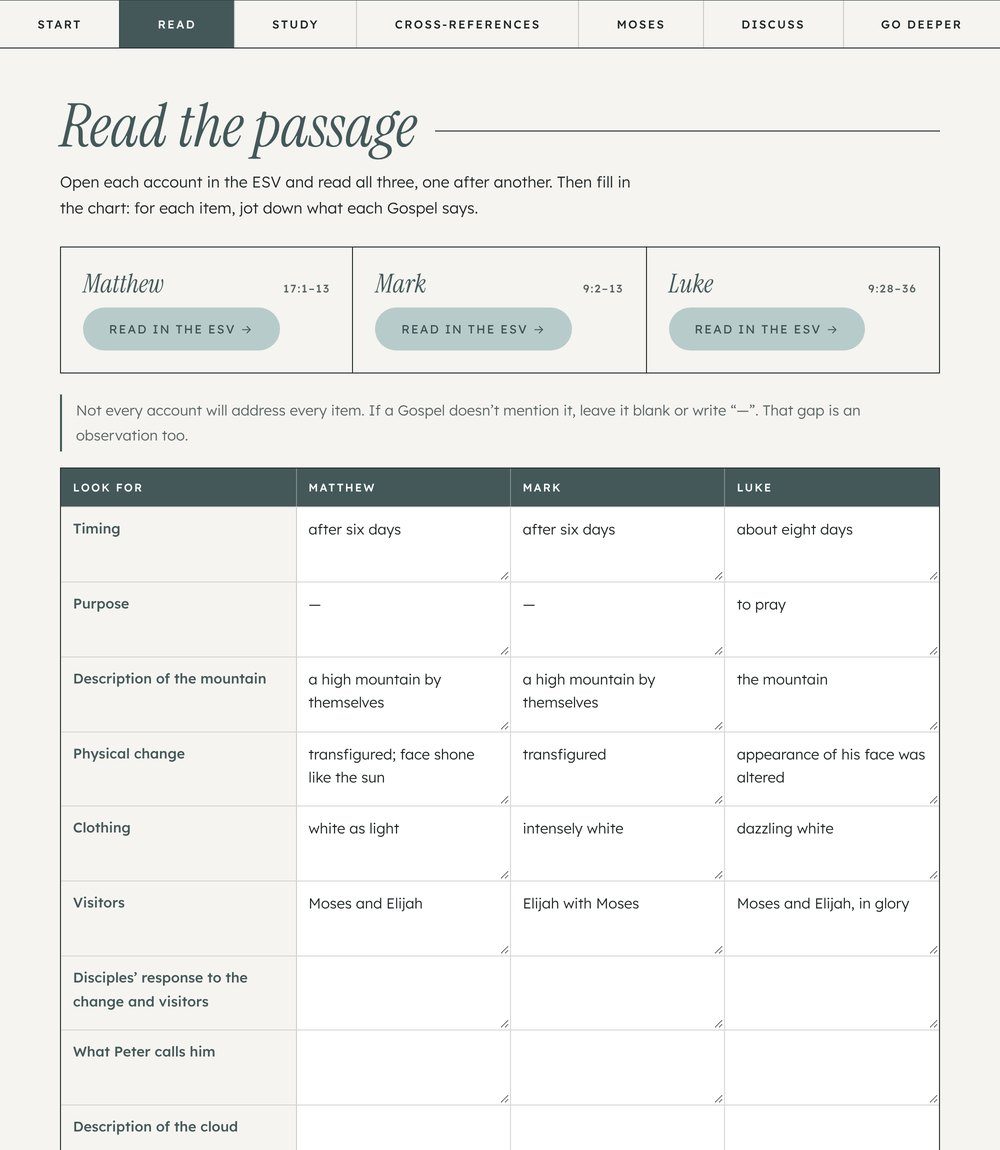 START
READ
STUDY
CROSS-REFERENCES
MOSES
DISCUSS
GO DEEPER
Read the passage
Open each account in the ESV and read all three, one after another. Then fill in
the chart: for each item, jot down what each Gospel says.
Matthew
17:1–13
READ IN THE ESV →
Mark
9:2–13
READ IN THE ESV →
Luke
9:28–36
READ IN THE ESV →
Not every account will address every item. If a Gospel doesn’t mention it, leave it blank or write “—”. That gap is an
observation too.
LOOK FOR
MATTHEW
MARK
LUKE
Timing
after six days
after six days
about eight days
Purpose
—
—
to pray
Description of the mountain
a high mountain by
themselves
a high mountain by
themselves
the mountain
Physical change
transfigured; face shone
like the sun
transfigured
appearance of his face was
altered
Clothing
white as light
intensely white
dazzling white
Visitors
Moses and Elijah
Elijah with Moses
Moses and Elijah, in glory
Disciples’ response to the
change and visitors
What Peter calls him
Description of the cloud